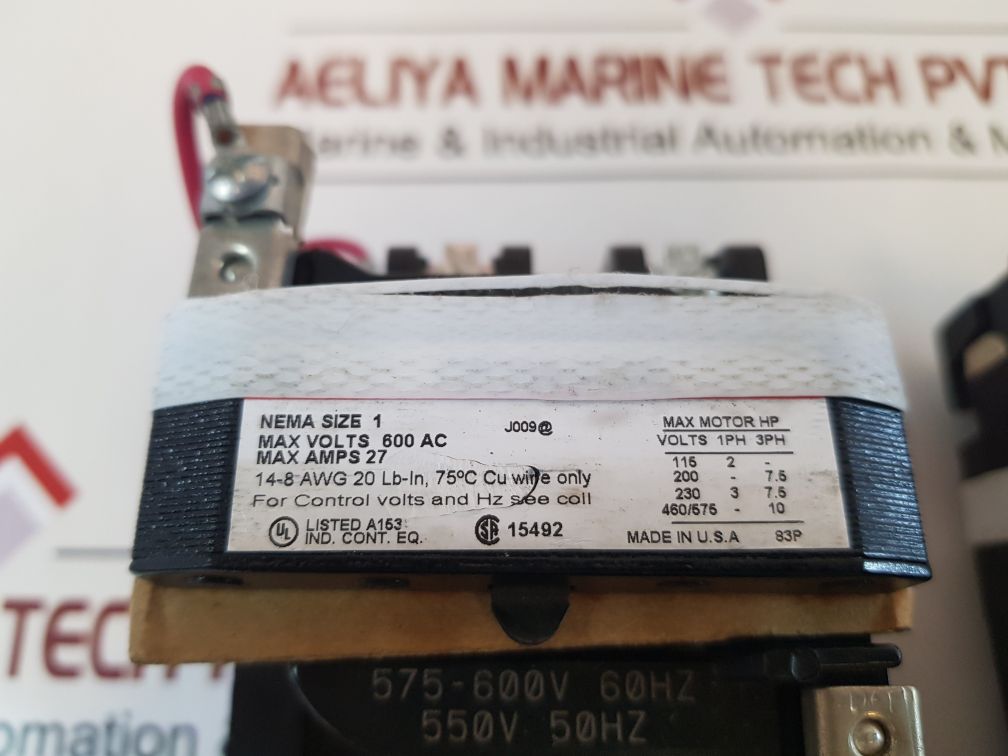 AELIYA MARINE TECH PVT
arine & Industrial Automation & M
NEMA SIZE 1
MAX VOLTS 600 AC
MAX AMPS 27
J009@
14-8 AWG 20 Lb-In, 75ºC Cu wire only
For Control volts and Hz see coil
UL LISTED A153
IND. CONT. EQ.
SA 15492
MAX MOTOR HP
VOLTS 1PH 3PH
115 2 -
200 - 7.5
230 3 7.5
460/575 - 10
MADE IN U.S.A 83P
TECH P
omation &
575-600V 60HZ
550V 50HZ